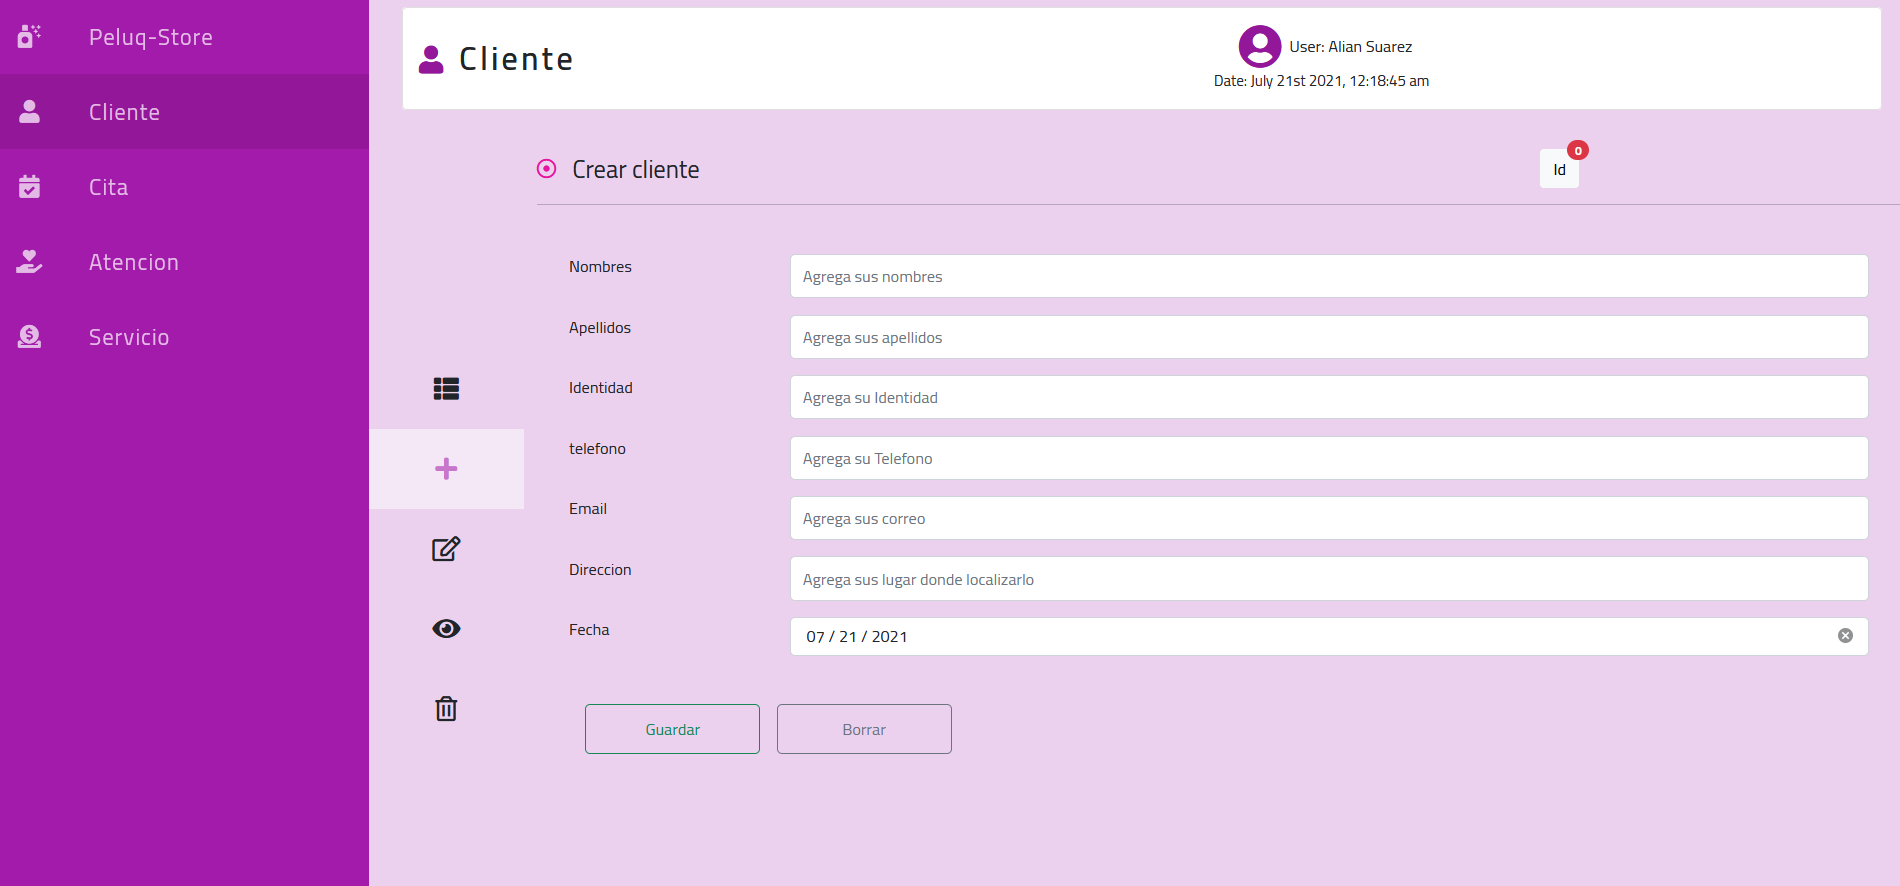 Peluq-Store
Cliente
Cita
Atencion
Servicio
Cliente
User: Alian Suarez
Date: July 21st 2021, 12:18:45 am
Crear cliente
Id
0
Nombres
Agrega sus nombres
Apellidos
Agrega sus apellidos
Identidad
Agrega su Identidad
telefono
Agrega su Telefono
Email
Agrega sus correo
Direccion
Agrega sus lugar donde localizarlo
Fecha
07 / 21 / 2021
Guardar
Borrar